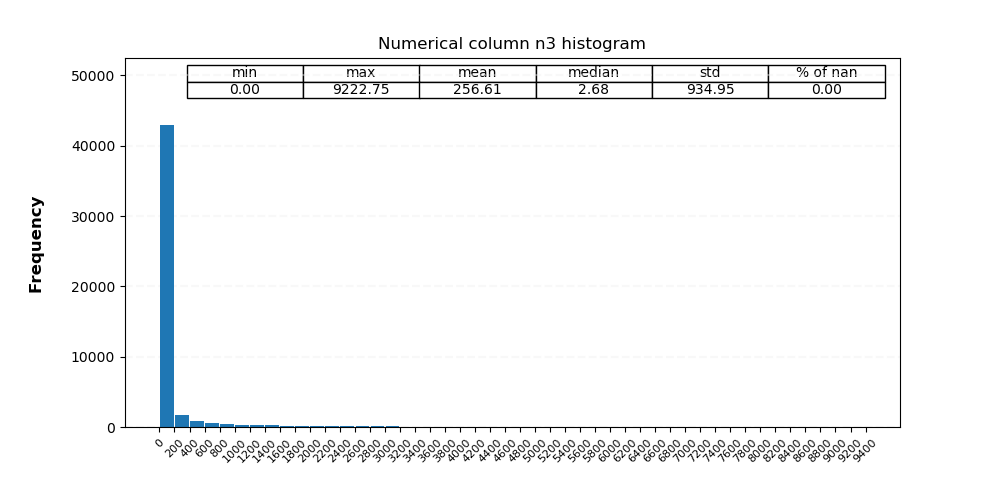 Numerical column n3 histogram
min max mean median std % of nan
0.00 9222.75 256.61 2.68 934.95 0.00
50000
40000
30000
20000
10000
0
Frequency
0 200 400 600 800 1000 1200 1400 1600 1800 2000 2200 2400 2600 2800 3000 3200 3400 3600 3800 4000 4200 4400 4600 4800 5000 5200 5400 5600 5800 6000 6200 6400 6600 6800 7000 7200 7400 7600 7800 8000 8200 8400 8600 8800 9000 9200 9400